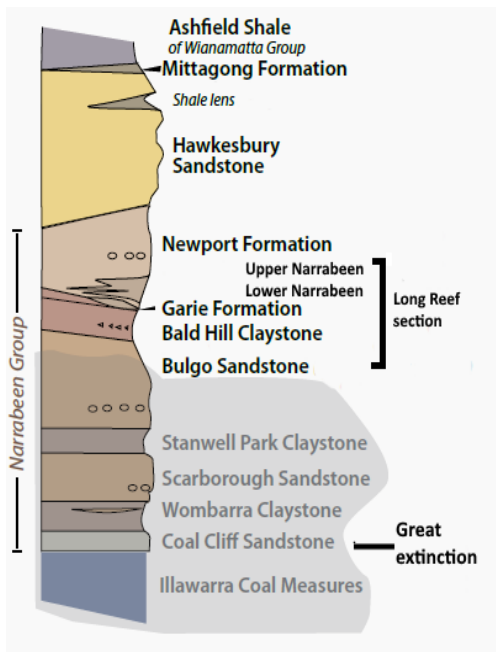 Ashfield Shale
of Wianamatta Group
Mittagong Formation
Shale lens
Hawkesbury
Sandstone
Newport Formation
Upper Narrabeen
Lower Narrabeen
Garie Formation
Bald Hill Claystone
Bulgo Sandstone
Long Reef
section
Narrabeen Group
Stanwell Park Claystone
Scarborough Sandstone
Wombarra Claystone
Coal Cliff Sandstone
Great
extinction
Illawarra Coal Measures